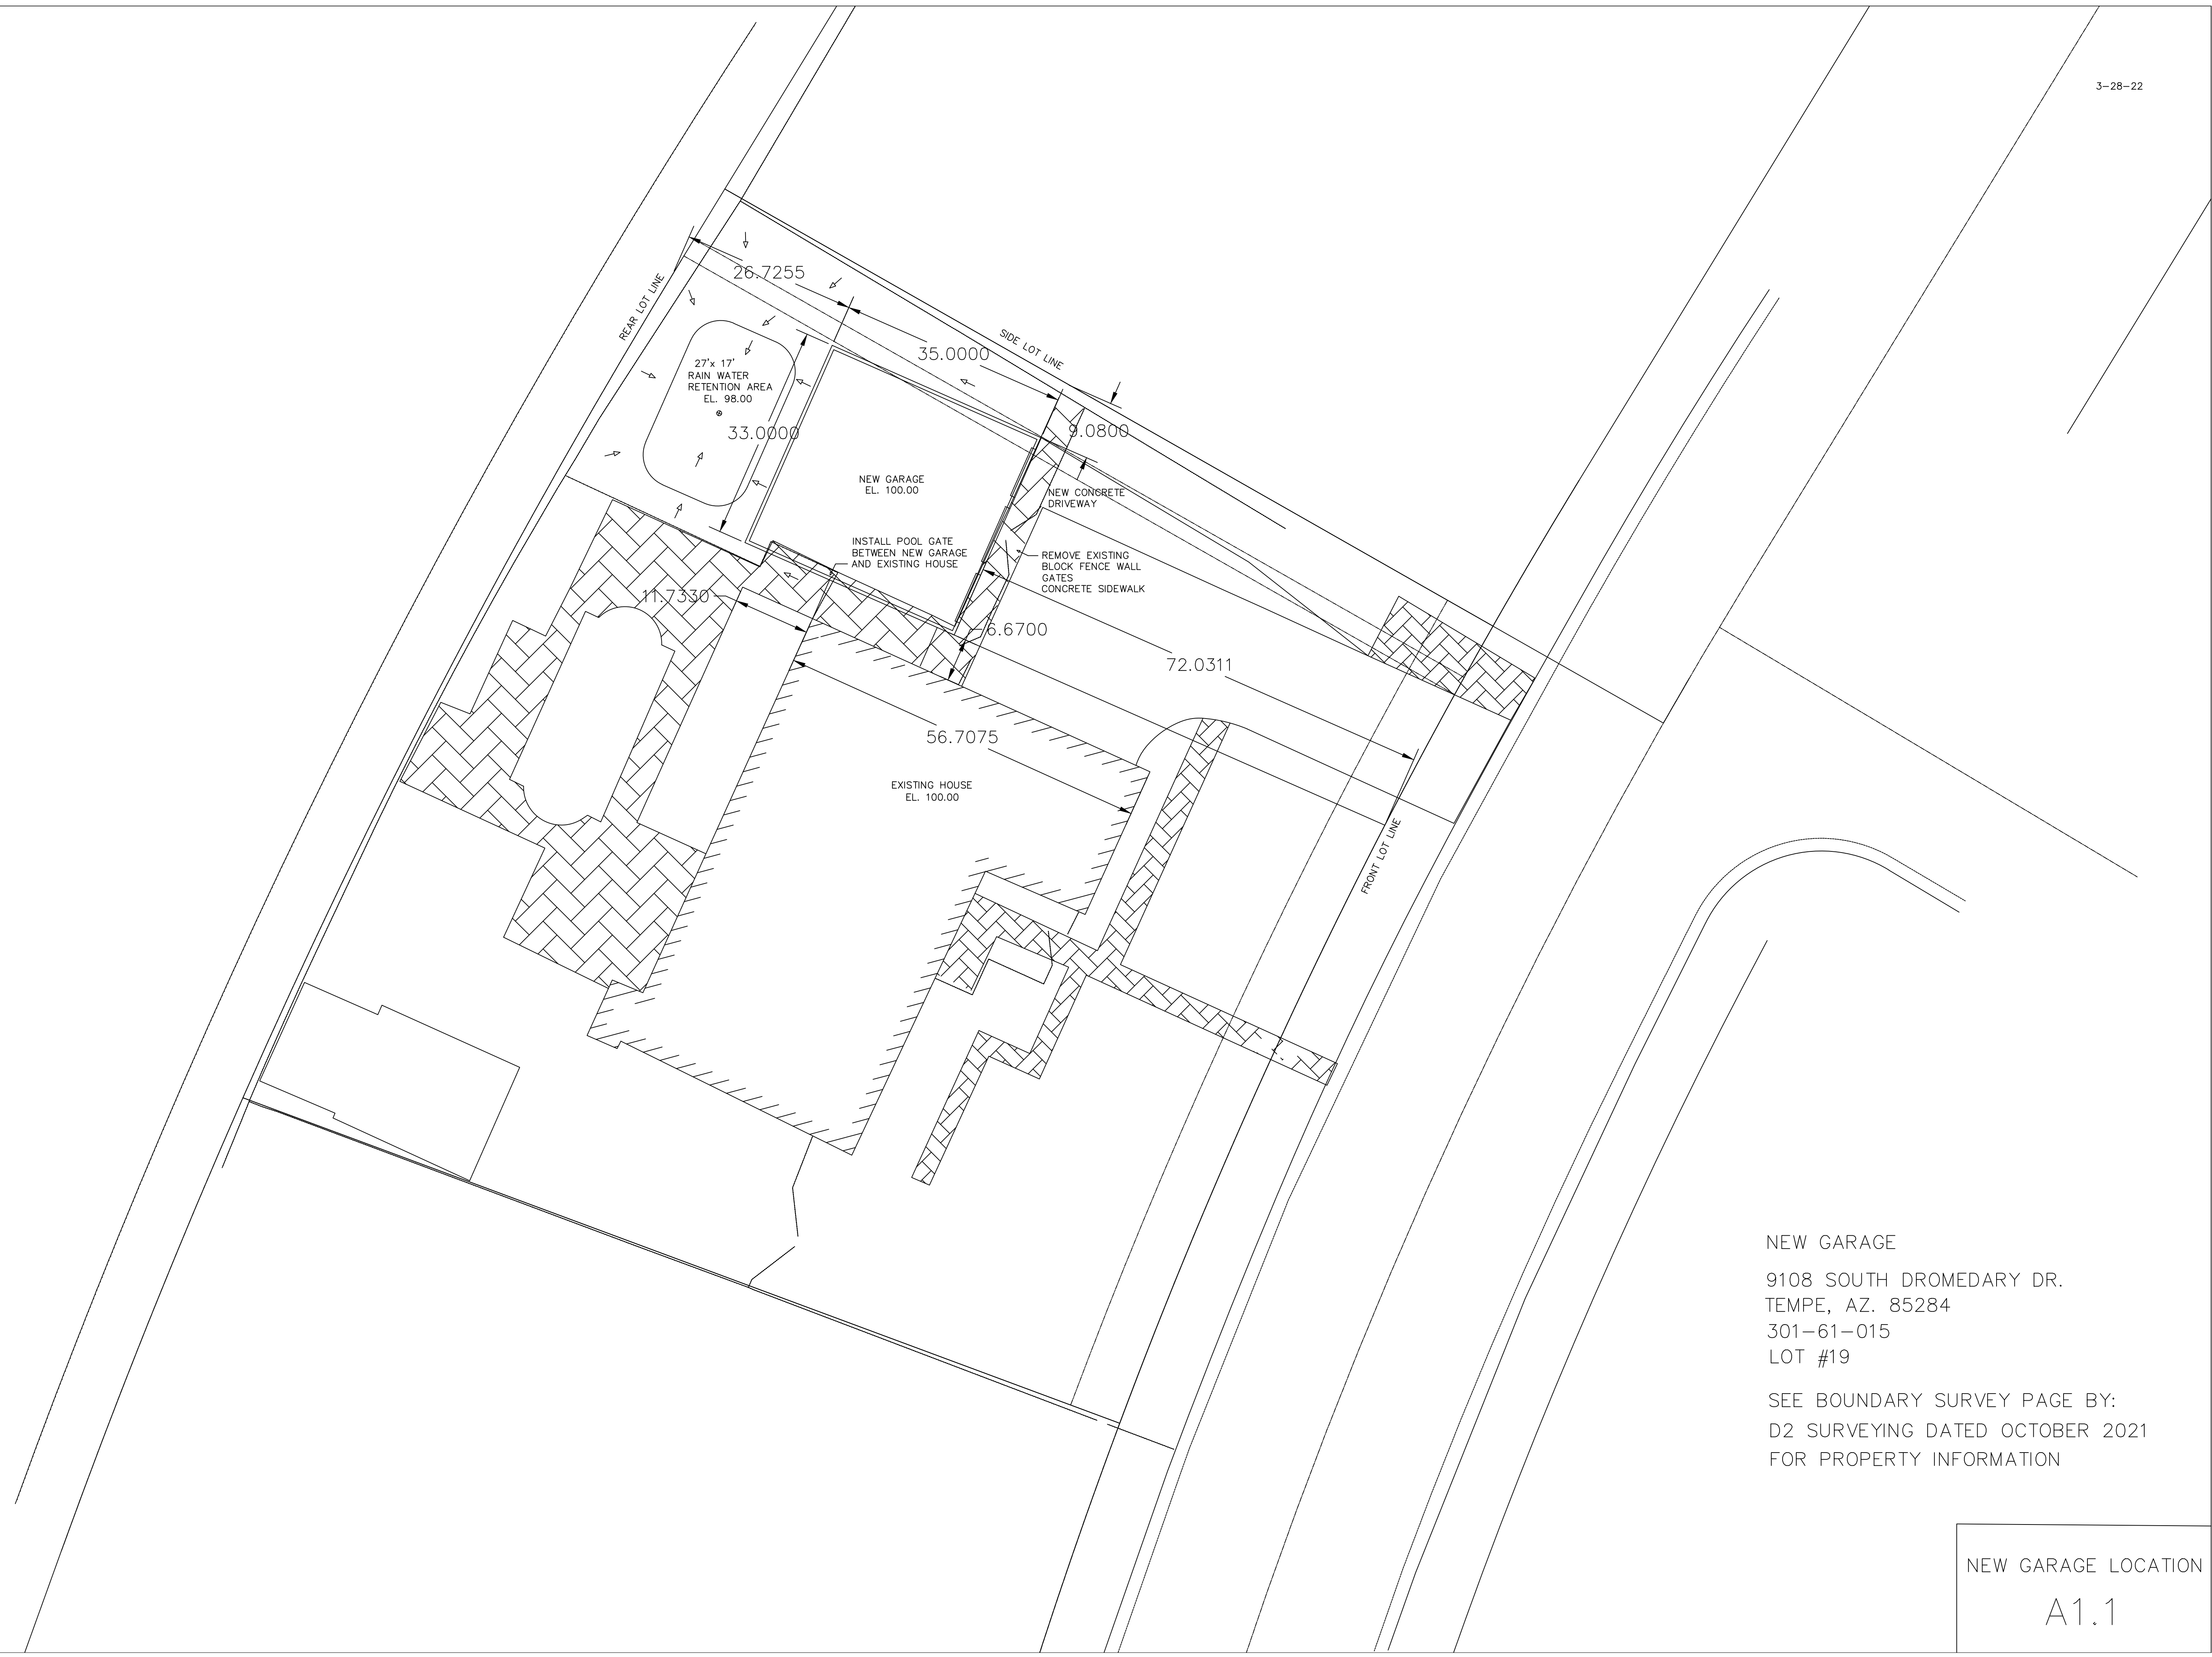 3-28-22
26.7255
REAR LOT LINE
35.0000
SIDE LOT LINE
27'x 17'
RAIN WATER
RETENTION AREA
EL. 98.00
33.0000
9.0800
NEW GARAGE
EL. 100.00
NEW CONCRETE
DRIVEWAY
INSTALL POOL GATE
BETWEEN NEW GARAGE
AND EXISTING HOUSE
REMOVE EXISTING
BLOCK FENCE WALL
GATES
CONCRETE SIDEWALK
11.7330
6.6700
72.0311
56.7075
EXISTING HOUSE
EL. 100.00
FRONT LOT LINE
NEW GARAGE
9108 SOUTH DROMEDARY DR.
TEMPE, AZ. 85284
301-61-015
LOT #19
SEE BOUNDARY SURVEY PAGE BY:
D2 SURVEYING DATED OCTOBER 2021
FOR PROPERTY INFORMATION
NEW GARAGE LOCATION
A1.1